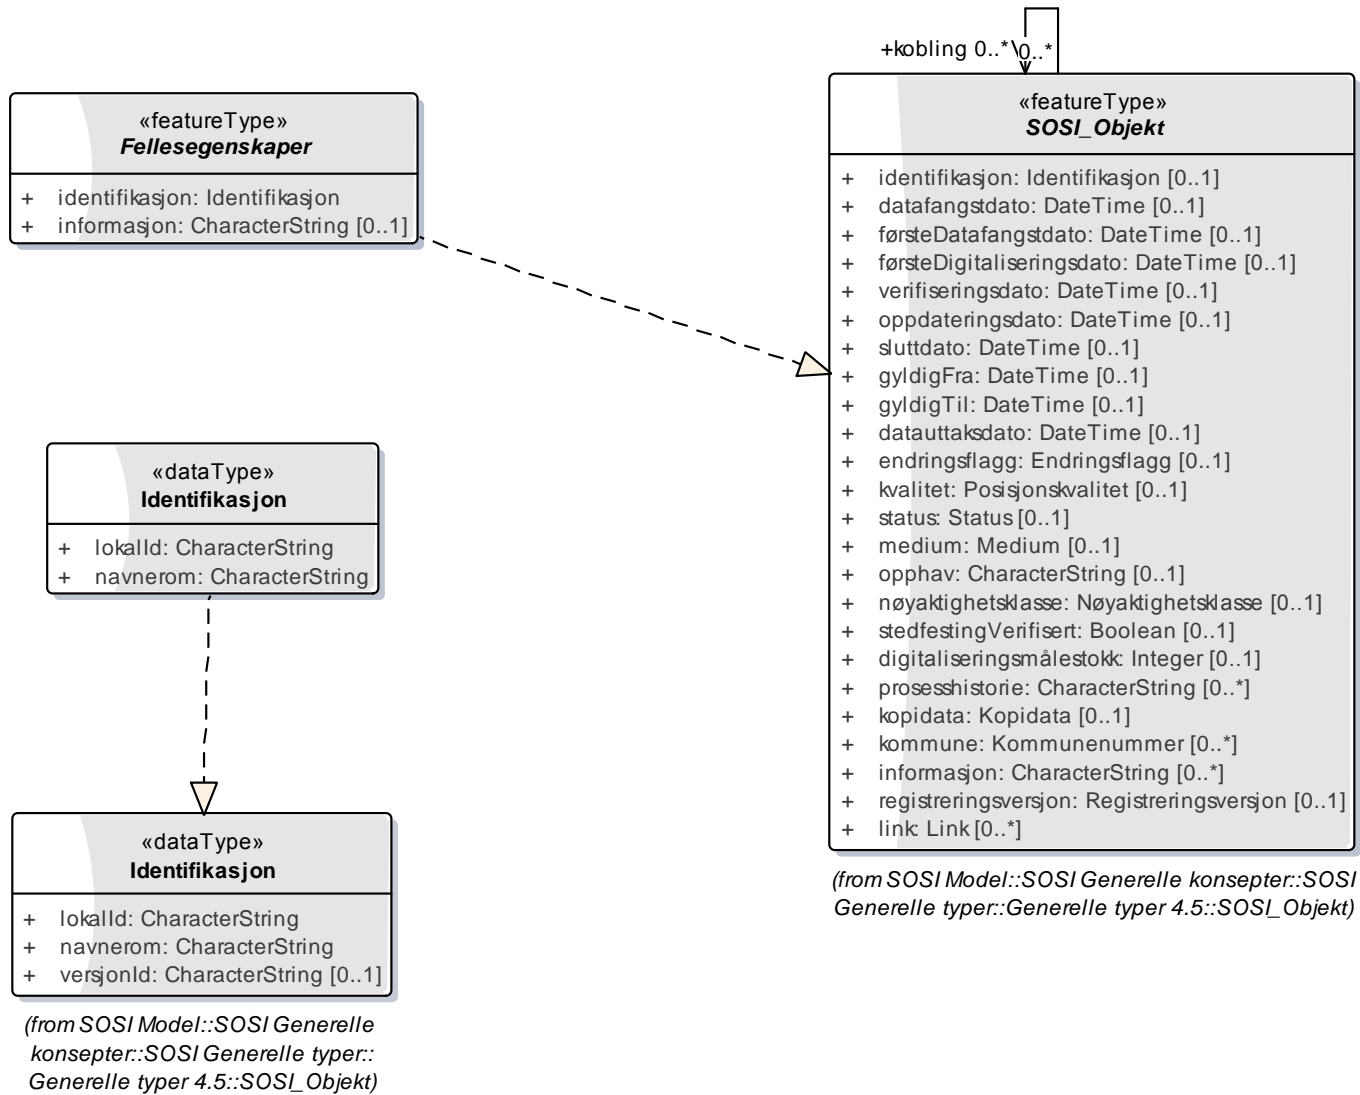 +kobling 0..*
0..*
«featureType»
Fellesegenskaper
+ identifikasjon: Identifikasjon
+ informasjon: CharacterString [0..1]
«featureType»
SOSI_Objekt
+ identifikasjon: Identifikasjon [0..1]
+ datafangstdato: DateTime [0..1]
+ førsteDatafangstdato: DateTime [0..1]
+ førsteDigitaliseringsdato: DateTime [0..1]
+ verifiseringsdato: DateTime [0..1]
+ oppdateringsdato: DateTime [0..1]
+ sluttdato: DateTime [0..1]
+ gyldigFra: DateTime [0..1]
+ gyldigTil: DateTime [0..1]
+ datauttaksdato: DateTime [0..1]
+ endringsflagg: Endringsflagg [0..1]
+ kvalitet: Posisjonskvalitet [0..1]
+ status: Status [0..1]
+ medium: Medium [0..1]
+ opphav: CharacterString [0..1]
+ nøyaktighetsklasse: Nøyaktighetsklasse [0..1]
+ stedfestingVerifisert: Boolean [0..1]
+ digitaliseringsmålestokk: Integer [0..1]
+ prosesshistorie: CharacterString [0..*]
+ kopidata: Kopidata [0..1]
+ kommune: Kommunenummer [0..*]
+ informasjon: CharacterString [0..*]
+ registreringsversjon: Registreringsversjon [0..1]
+ link: Link [0..*]
(from SOSI Model::SOSI Generelle konsepter::SOSI
Generelle typer::Generelle typer 4.5::SOSI_Objekt)
«dataType»
Identifikasjon
+ lokalId: CharacterString
+ navnerom: CharacterString
«dataType»
Identifikasjon
+ lokalId: CharacterString
+ navnerom: CharacterString
+ versjonId: CharacterString [0..1]
(from SOSI Model::SOSI Generelle
konsepter::SOSI Generelle typer::
Generelle typer 4.5::SOSI_Objekt)